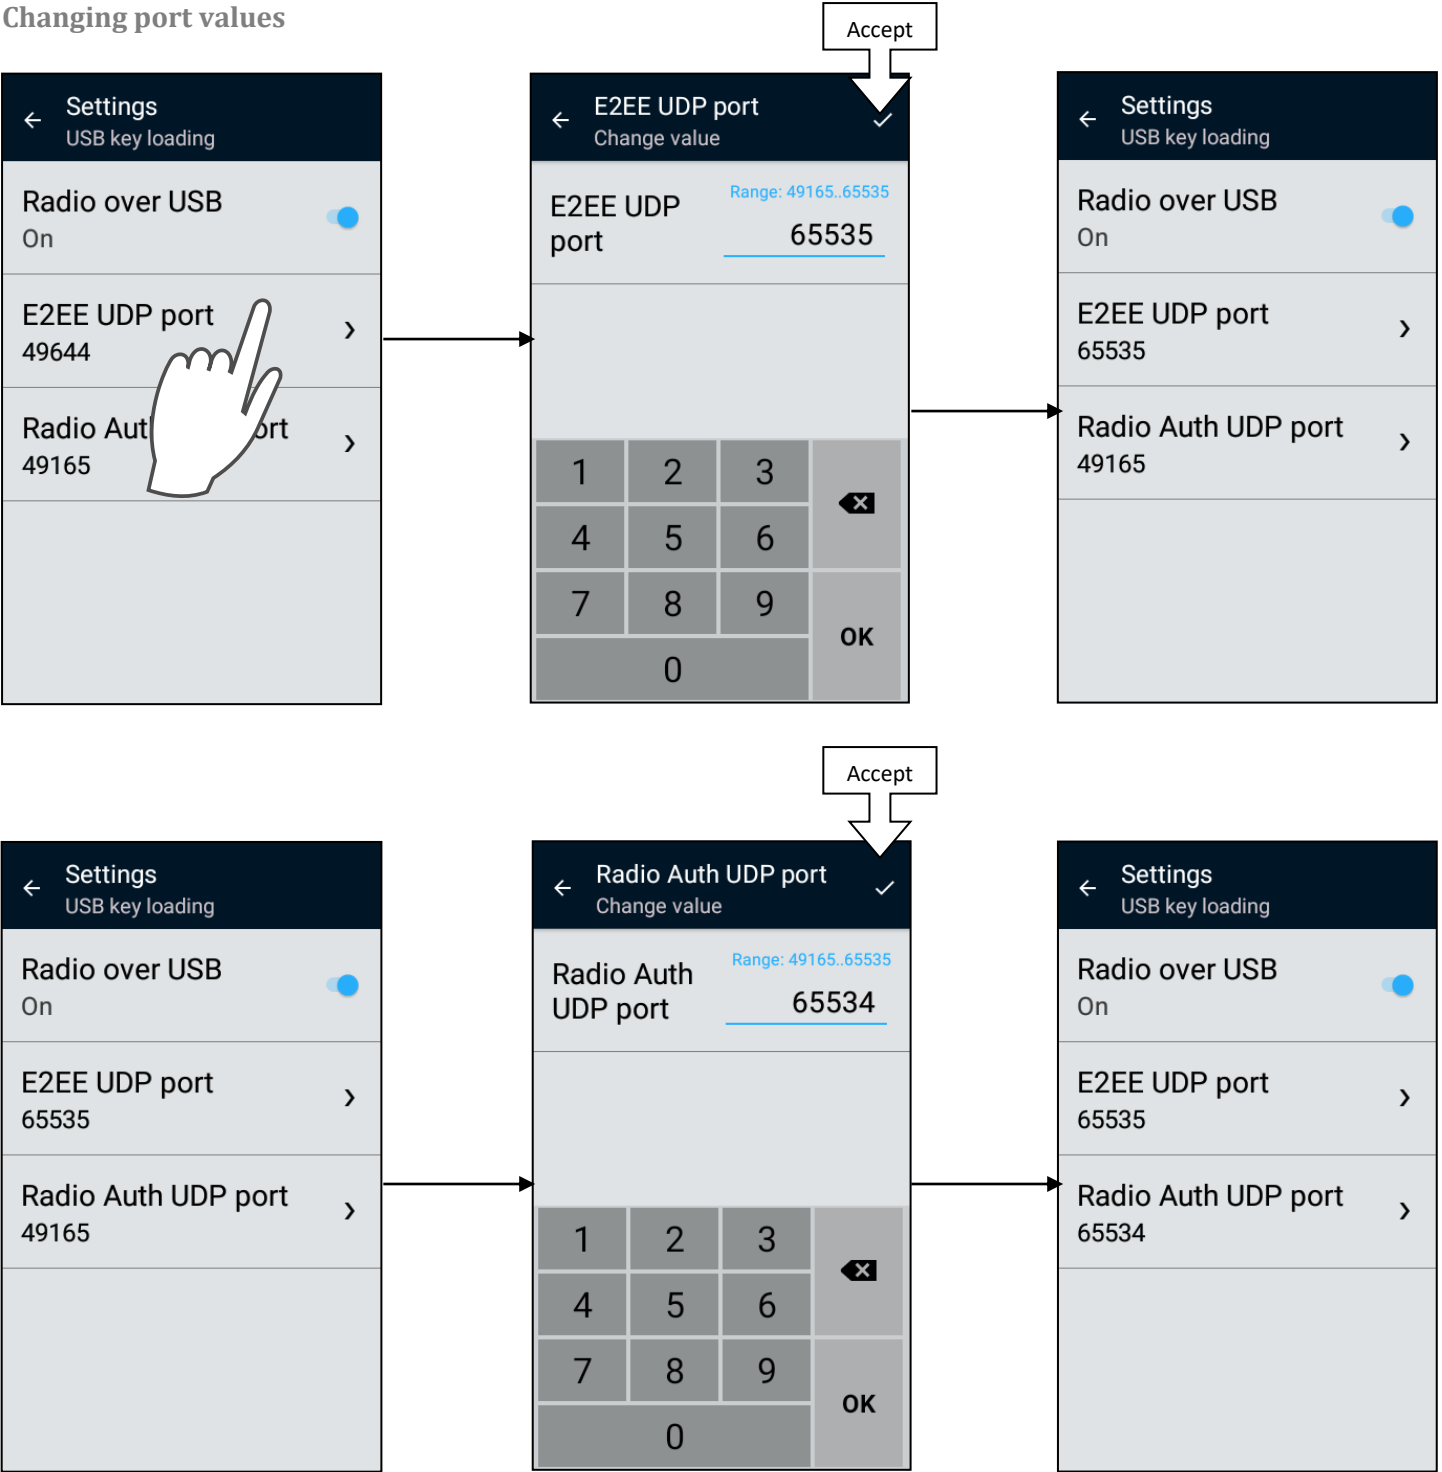 Changing port values
Accept
Settings
USB key loading
Radio over USB
On
E2EE UDP port
49644
Radio Aut ort
49165
E2EE UDP port
Change value
E2EE UDP
port
Range: 49165..65535
65535
1 2 3
4 5 6
7 8 9
OK
0
Settings
USB key loading
Radio over USB
On
E2EE UDP port
65535
Radio Auth UDP port
49165
Accept
Settings
USB key loading
Radio over USB
On
E2EE UDP port
65535
Radio Auth UDP port
49165
Radio Auth UDP port
Change value
Radio Auth
UDP port
Range: 49165..65535
65534
1 2 3
4 5 6
7 8 9
OK
0
Settings
USB key loading
Radio over USB
On
E2EE UDP port
65535
Radio Auth UDP port
65534